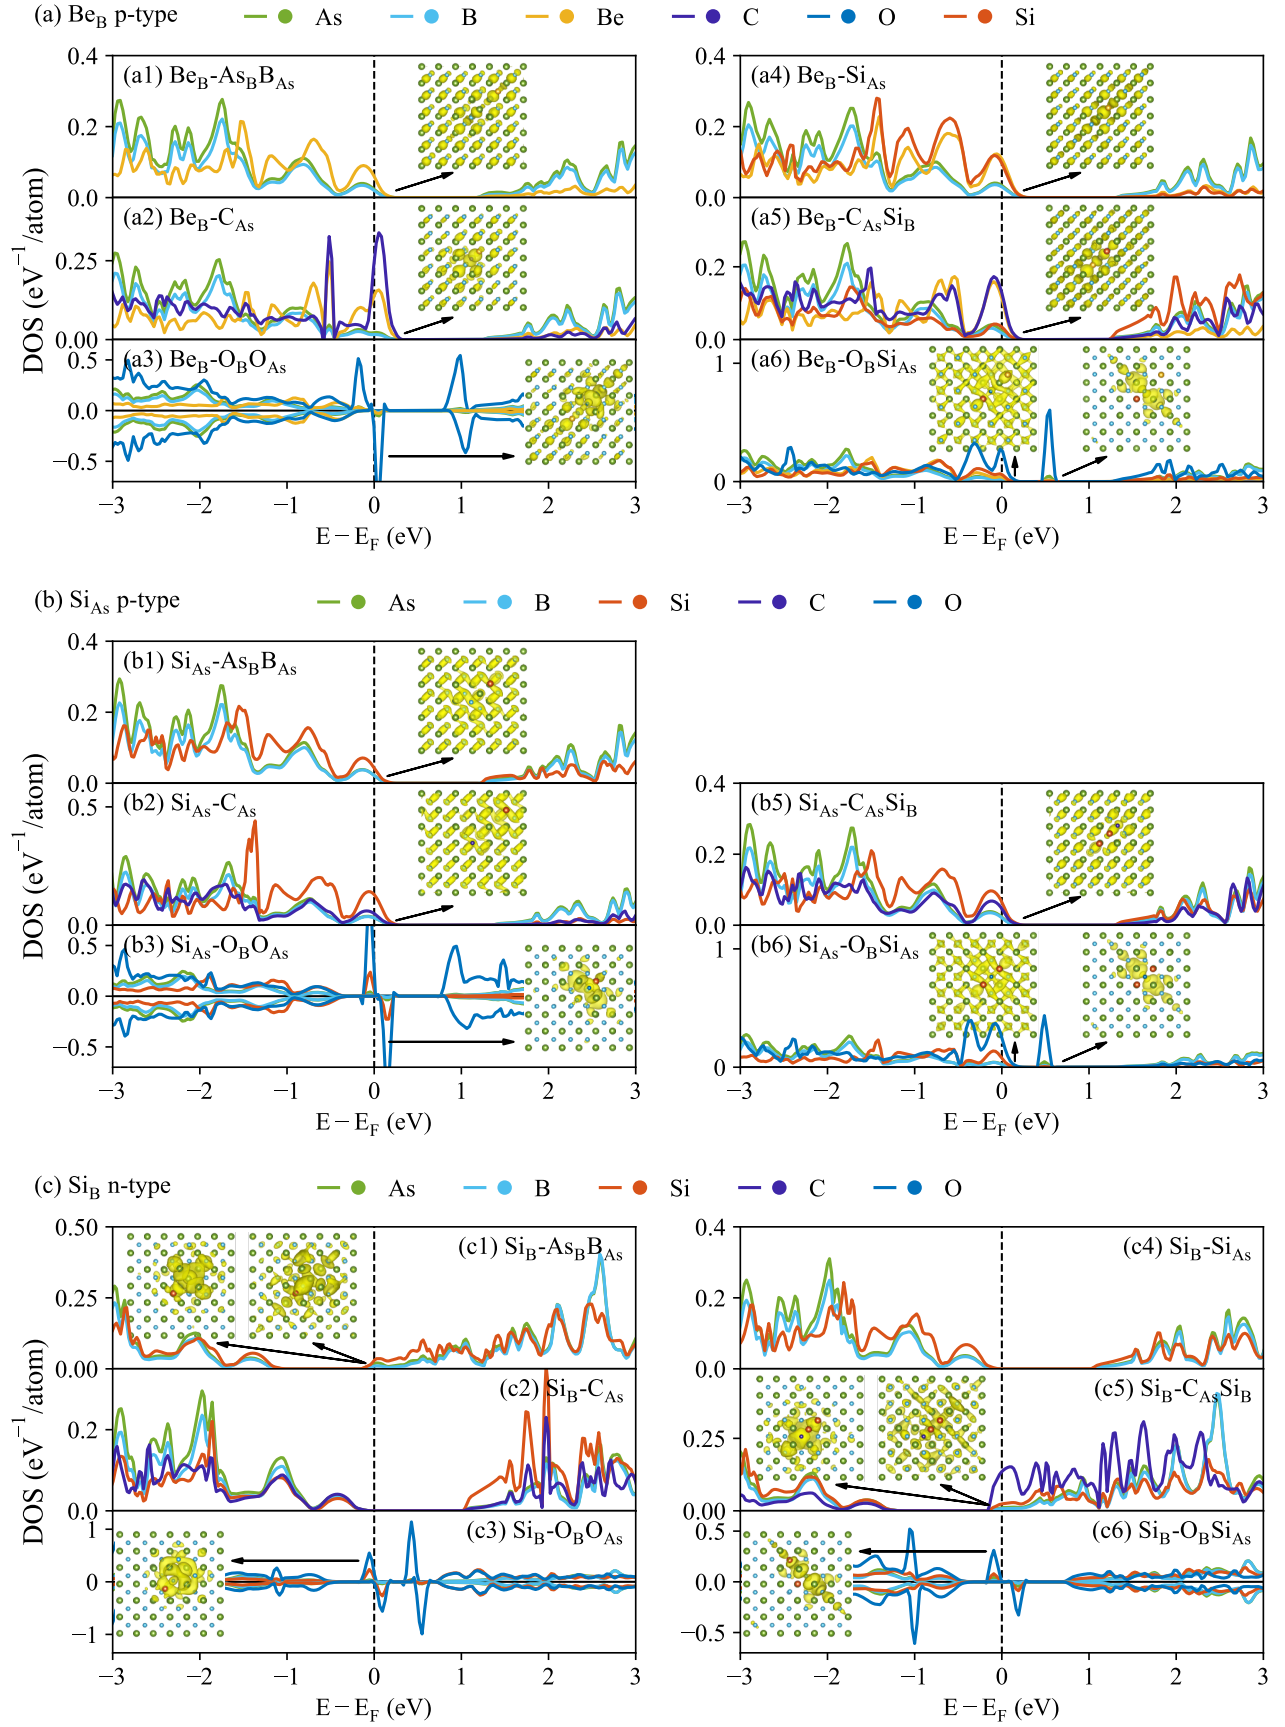 (a) Be_B p-type As B Be C O Si
(a1) Be_B-As_BB_As
(a4) Be_B-Si_As
0.4
0.2
0.0
0.4
0.2
0.0
(a2) Be_B-C_As
(a5) Be_B-C_AsSi_B
0.25
0.00
0.2
0.0
DOS (eV⁻¹/atom)
(a3) Be_B-O_BO_As
(a6) Be_B-O_BSi_As
0.5
0.0
−0.5
1
0
−3 −2 −1 0 1 2 3
−3 −2 −1 0 1 2 3
E − E_F (eV)
E − E_F (eV)
(b) Si_As p-type As B Si C O
(b1) Si_As-As_BB_As
0.4
0.2
0.0
(b2) Si_As-C_As
(b5) Si_As-C_AsSi_B
0.5
0.0
0.4
0.2
0.0
DOS (eV⁻¹/atom)
(b3) Si_As-O_BO_As
(b6) Si_As-O_BSi_As
0.5
0.0
−0.5
1
0
−3 −2 −1 0 1 2 3
−3 −2 −1 0 1 2 3
E − E_F (eV)
E − E_F (eV)
(c) Si_B n-type As B Si C O
(c1) Si_B-As_BB_As
(c4) Si_B-Si_As
0.50
0.25
0.00
0.4
0.2
0.0
(c2) Si_B-C_As
(c5) Si_B-C_AsSi_B
0.2
0.0
0.25
0.00
DOS (eV⁻¹/atom)
(c3) Si_B-O_BO_As
(c6) Si_B-O_BSi_As
1
0
−1
0.5
0.0
−0.5
−3 −2 −1 0 1 2 3
−3 −2 −1 0 1 2 3
E − E_F (eV)
E − E_F (eV)